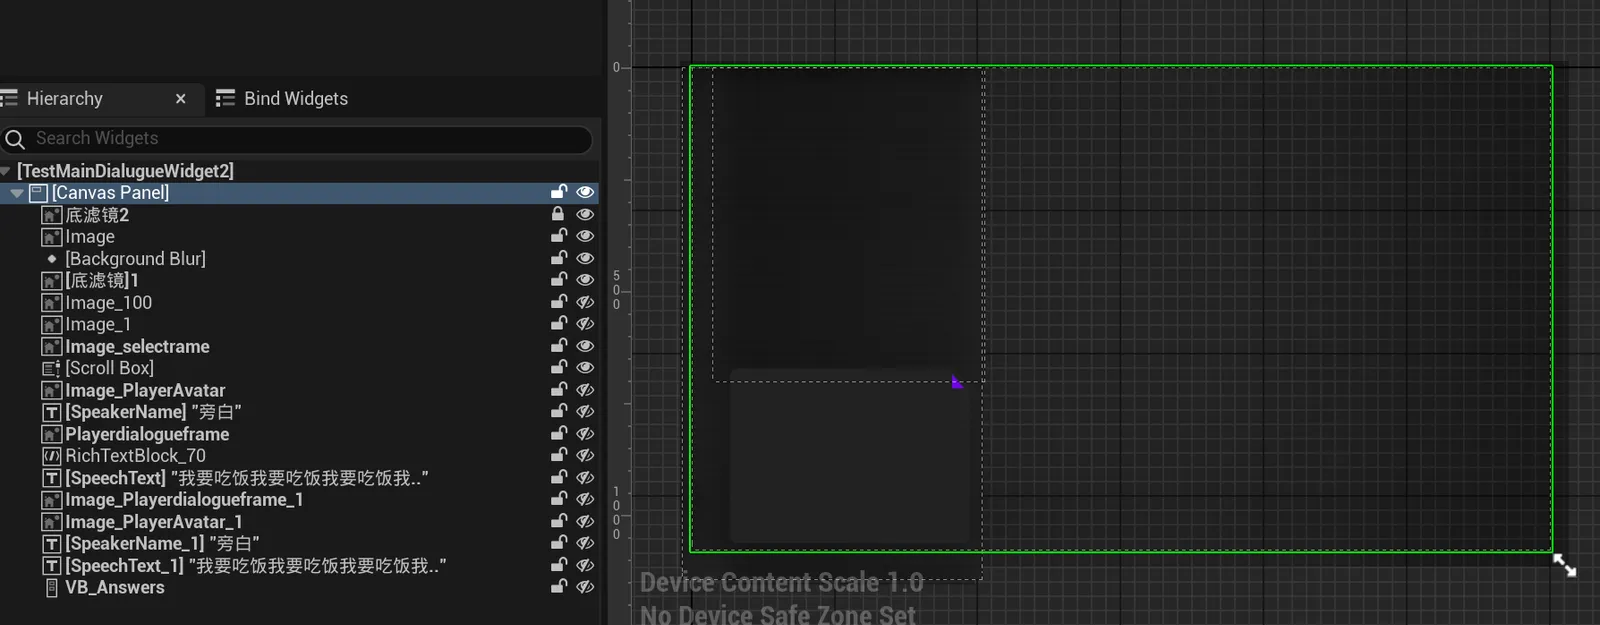 Hierarchy
Bind Widgets
Search Widgets
[TestMainDialugueWidget2]
[Canvas Panel]
底滤镜2
Image
[Background Blur]
[底滤镜]1
Image_100
Image_1
Image_selectrame
[Scroll Box]
Image_PlayerAvatar
[SpeakerName] "旁白"
Playerdialogueframe
RichTextBlock_70
[SpeechText] "我要吃饭我要吃饭我要吃饭我.."
Image_Playerdialogueframe_1
Image_PlayerAvatar_1
[SpeakerName_1] "旁白"
[SpeechText_1] "我要吃饭我要吃饭我要吃饭我.."
VB_Answers
0
500
1000
Device Content Scale 1.0
No Device Safe Zone Set